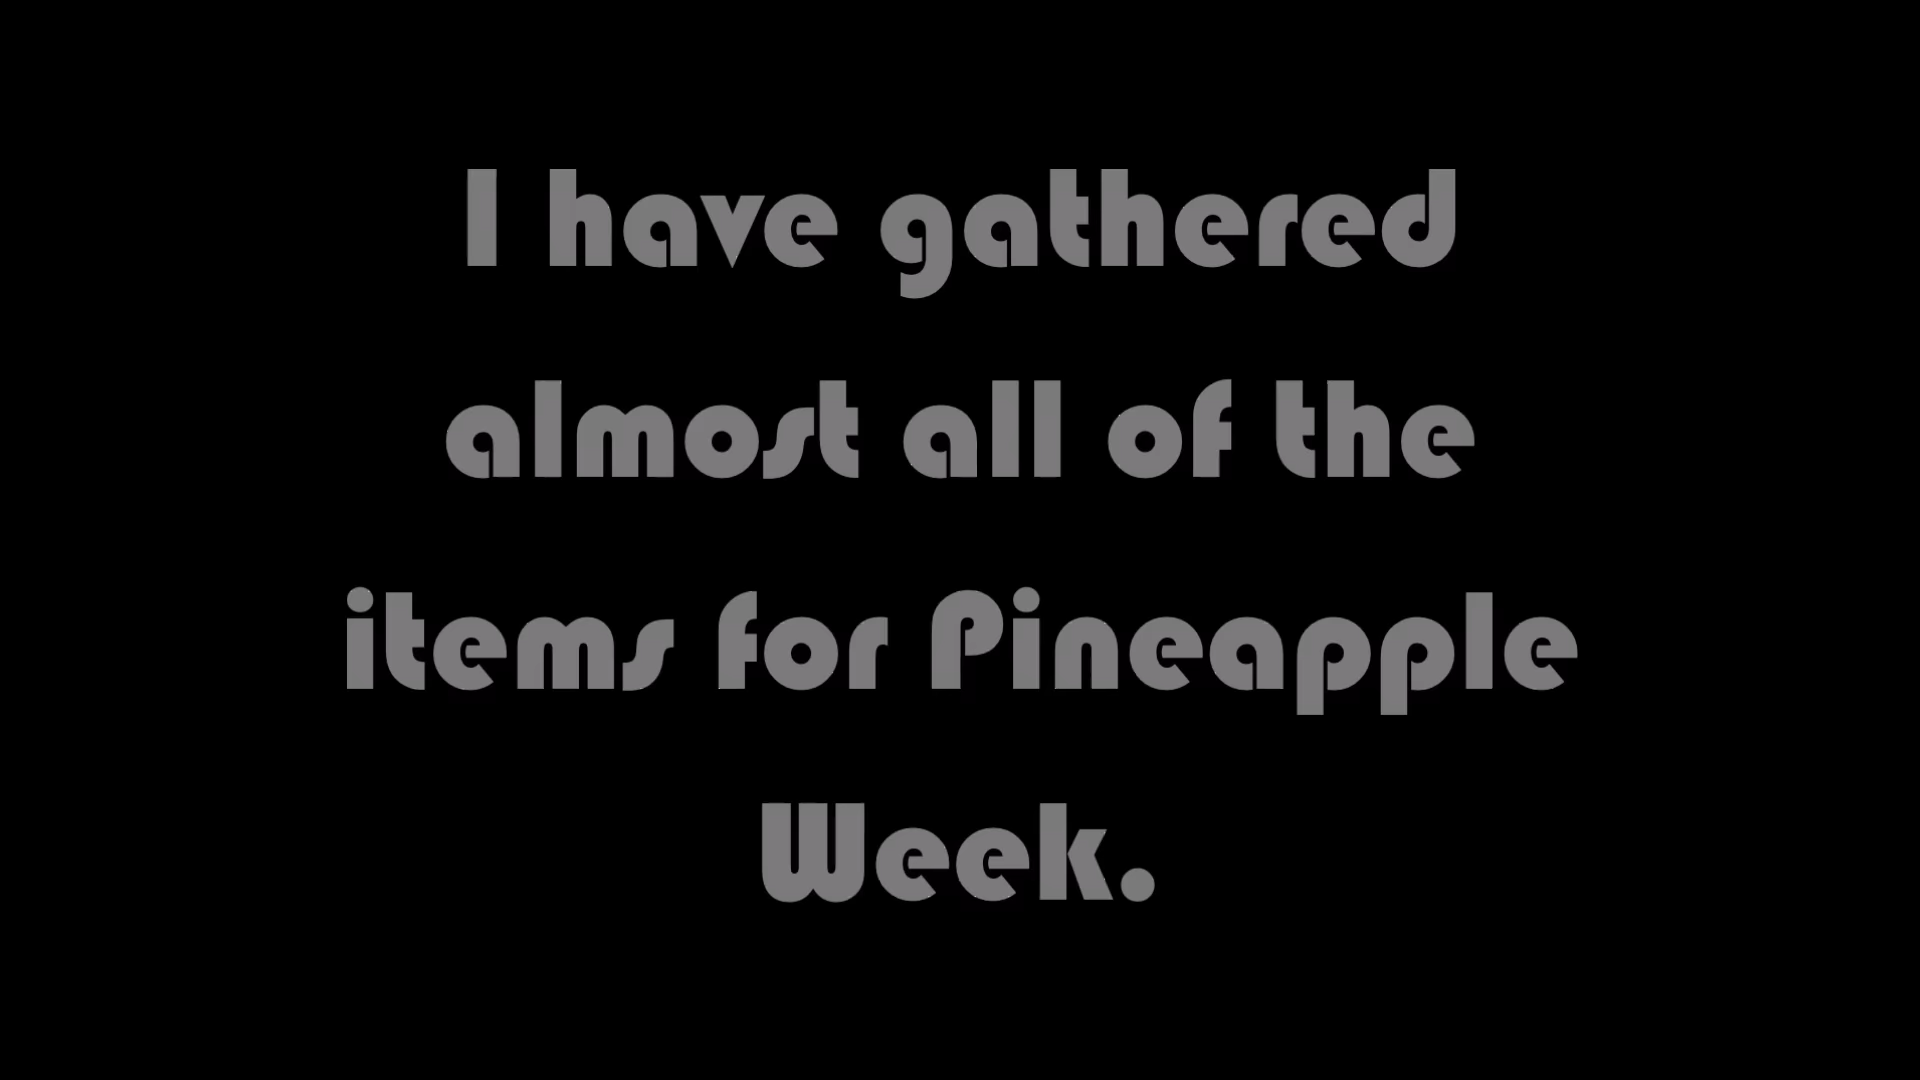 I have gathered
almost all of the
items for Pineapple
Week.